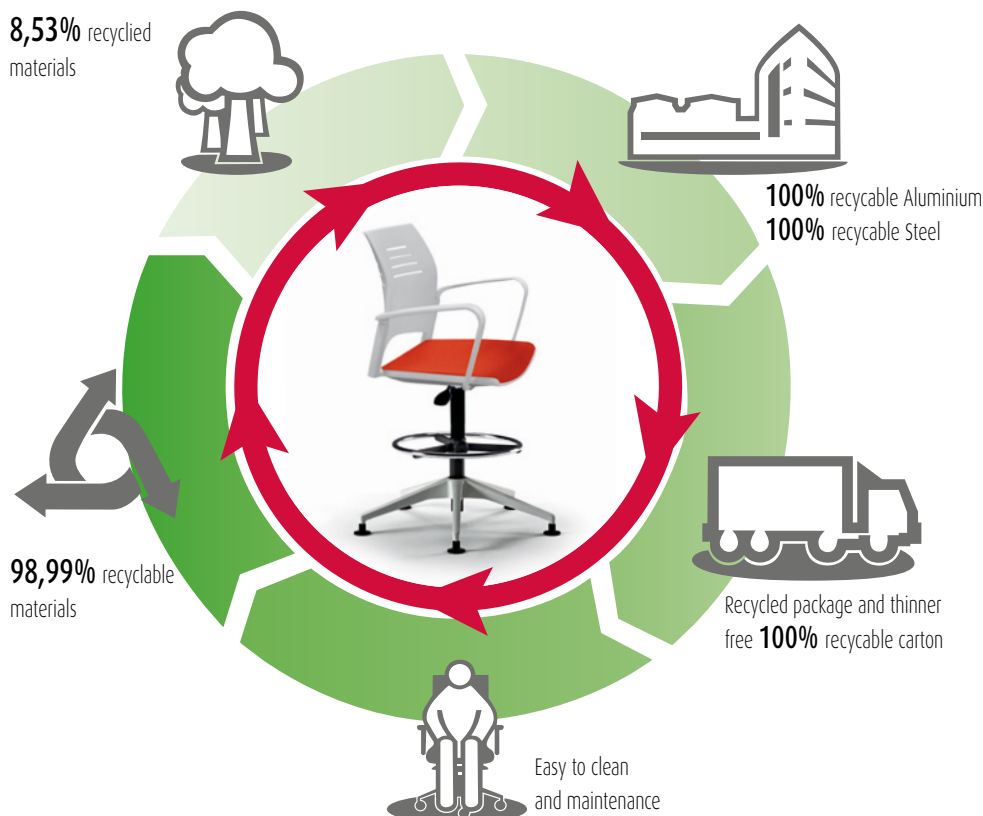 8,53% recyclied
materials
100% recycable Aluminium
100% recycable Steel
Recycled package and thinner
free 100% recycable carton
Easy to clean
and maintenance
98,99% recyclable
materials